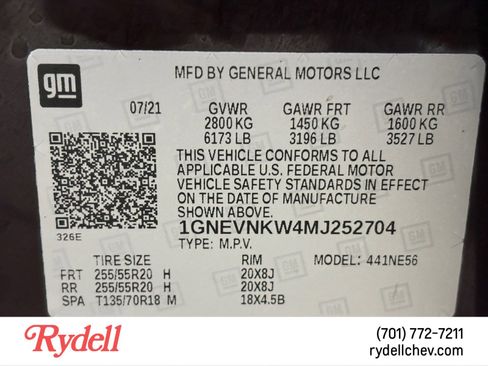 gm
MFD BY GENERAL MOTORS LLC
07/21 GVWR GAWR FRT GAWR RR
2800 KG 1450 KG 1600 KG
6173 LB 3196 LB 3527 LB
THIS VEHICLE CONFORMS TO ALL
APPLICABLE U.S. FEDERAL MOTOR
VEHICLE SAFETY STANDARDS IN EFFECT
ON THE DATE OF MANUFACTURE
SHOWN ABOVE.
1GNEVNKW4MJ252704
326E TYPE: M.P.V.
TIRE SIZE RIM MODEL: 441NE56
FRT 255/55R20 H 20X8J
RR 255/55R20 H 20X8J
SPA T135/70R18 M 18X4.5B
Rydell
(701) 772-7211
rydellchev.com